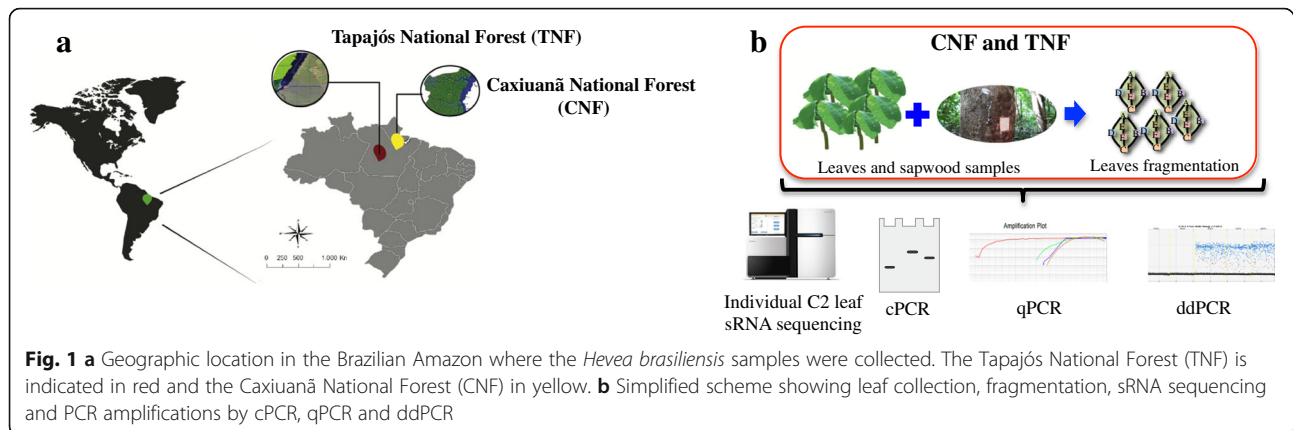 a
Tapajós National Forest (TNF)
Caxiuanã National Forest
(CNF)
0 250 500
1.000 Km
b
CNF and TNF
Leaves and sapwood samples
Leaves fragmentation
Individual C2 leaf
sRNA sequencing
cPCR
Amplification Plot
qPCR
ddPCR
Fig. 1 a Geographic location in the Brazilian Amazon where the Hevea brasiliensis samples were collected. The Tapajós National Forest (TNF) is
indicated in red and the Caxiuanã National Forest (CNF) in yellow. b Simplified scheme showing leaf collection, fragmentation, sRNA sequencing
and PCR amplifications by cPCR, qPCR and ddPCR